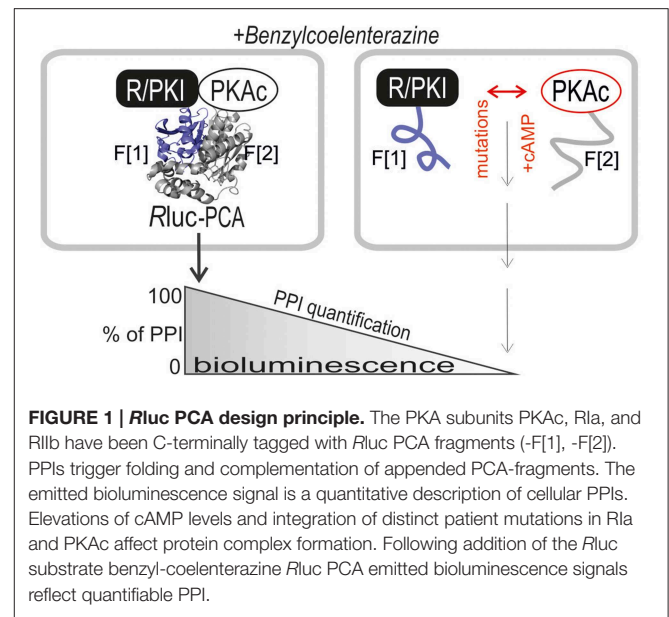 +Benzylcoelenterazine
R/PKI PKAc
F[1] F[2]
Rluc-PCA
R/PKI PKAc
F[1] mutations +cAMP F[2]
100
% of PPI
0
PPI quantification
bioluminescence
FIGURE 1 | Rluc PCA design principle. The PKA subunits PKAc, RIa, and
RIIb have been C-terminally tagged with Rluc PCA fragments (-F[1], -F[2]).
PPIs trigger folding and complementation of appended PCA-fragments. The
emitted bioluminescence signal is a quantitative description of cellular PPIs.
Elevations of cAMP levels and integration of distinct patient mutations in RIa
and PKAc affect protein complex formation. Following addition of the Rluc
substrate benzyl-coelenterazine Rluc PCA emitted bioluminescence signals
reflect quantifiable PPI.